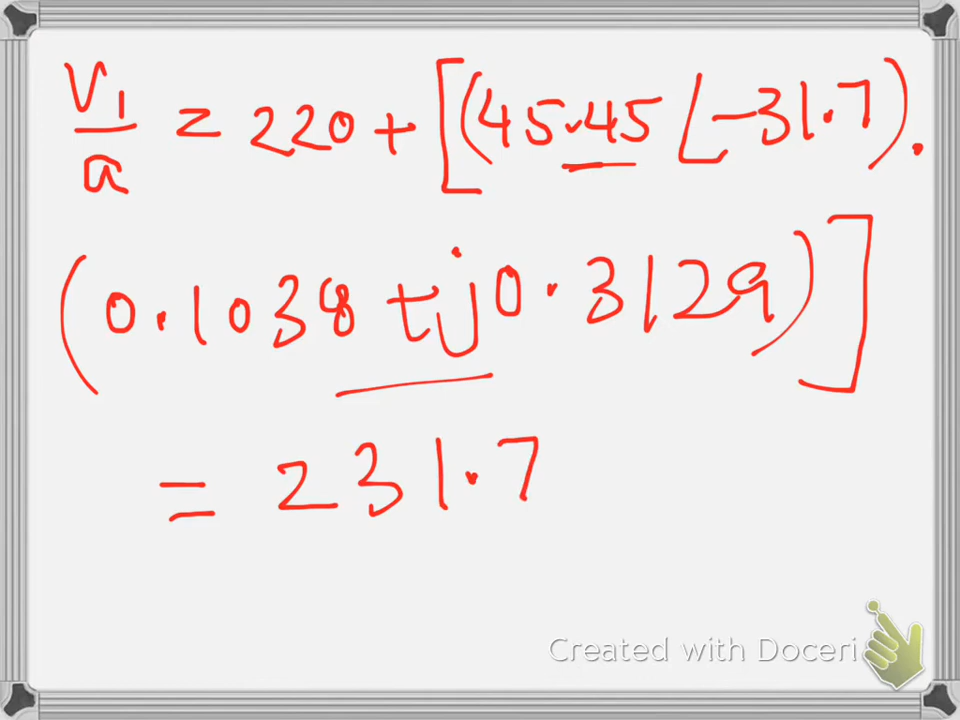 V1/a = 220 + [(45.45 ∠-31.7).
(0.1038 + j0.3129)]
= 231.7
Created with Doceri